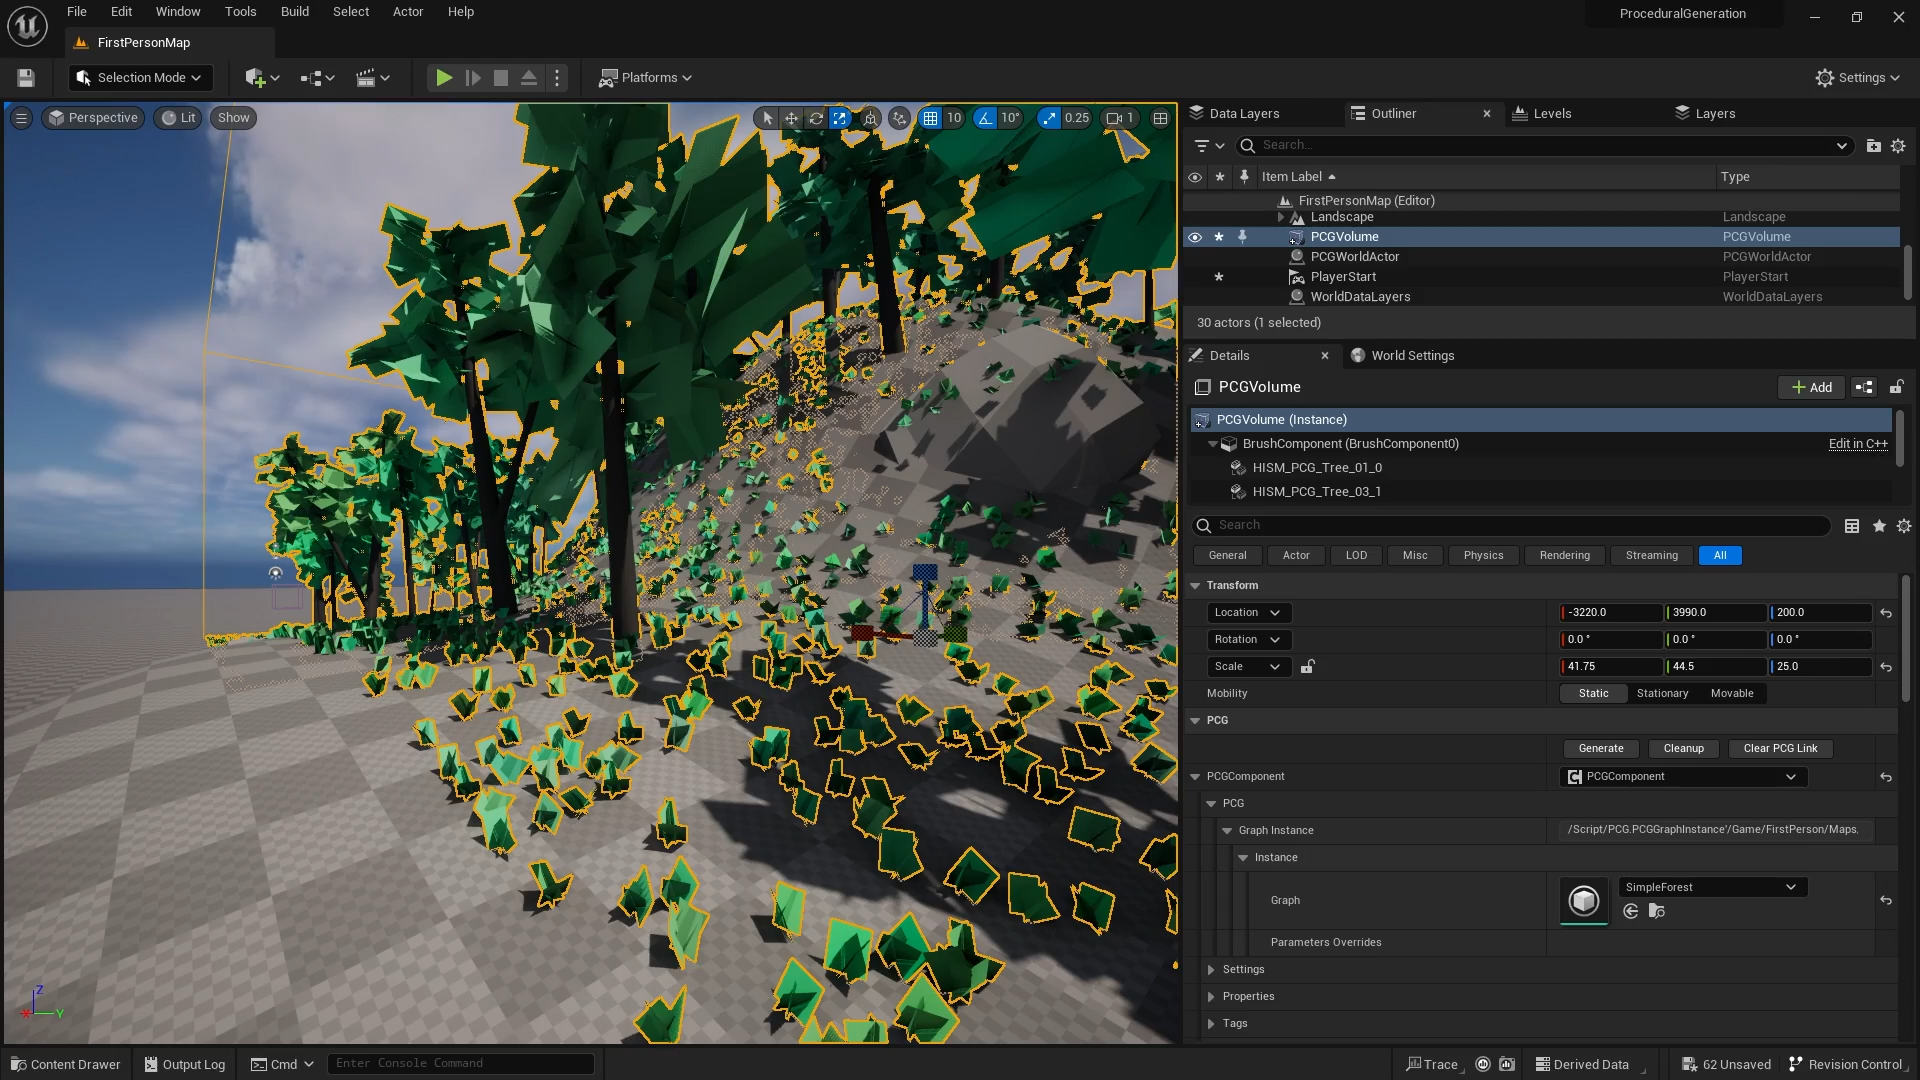 File Edit Window Tools Build Select Actor Help
ProceduralGeneration
FirstPersonMap
Selection Mode
Platforms
Settings
Perspective Lit Show
10 10° 0.25 1
Data Layers Outliner Levels Layers
Search...
Item Label Type
FirstPersonMap (Editor)
Landscape Landscape
PCGVolume PCGVolume
PCGWorldActor PCGWorldActor
PlayerStart PlayerStart
WorldDataLayers WorldDataLayers
30 actors (1 selected)
Details World Settings
PCGVolume
Add
PCGVolume (Instance)
BrushComponent (BrushComponent0) Edit in C++
HISM_PCG_Tree_01_0
HISM_PCG_Tree_03_1
Search
General Actor LOD Misc Physics Rendering Streaming All
Transform
Location -3220.0 3990.0 200.0
Rotation 0.0 ° 0.0 ° 0.0 °
Scale 41.75 44.5 25.0
Mobility Static Stationary Movable
PCG
Generate Cleanup Clear PCG Link
PCGComponent PCGComponent
PCG
Graph Instance /Script/PCG.PCGGraphInstance'/Game/FirstPerson/Maps.
Instance
Graph SimpleForest
Parameters Overrides
Settings
Properties
Tags
Z
X Y
Content Drawer Output Log Cmd Enter Console Command
Trace Derived Data 62 Unsaved Revision Control